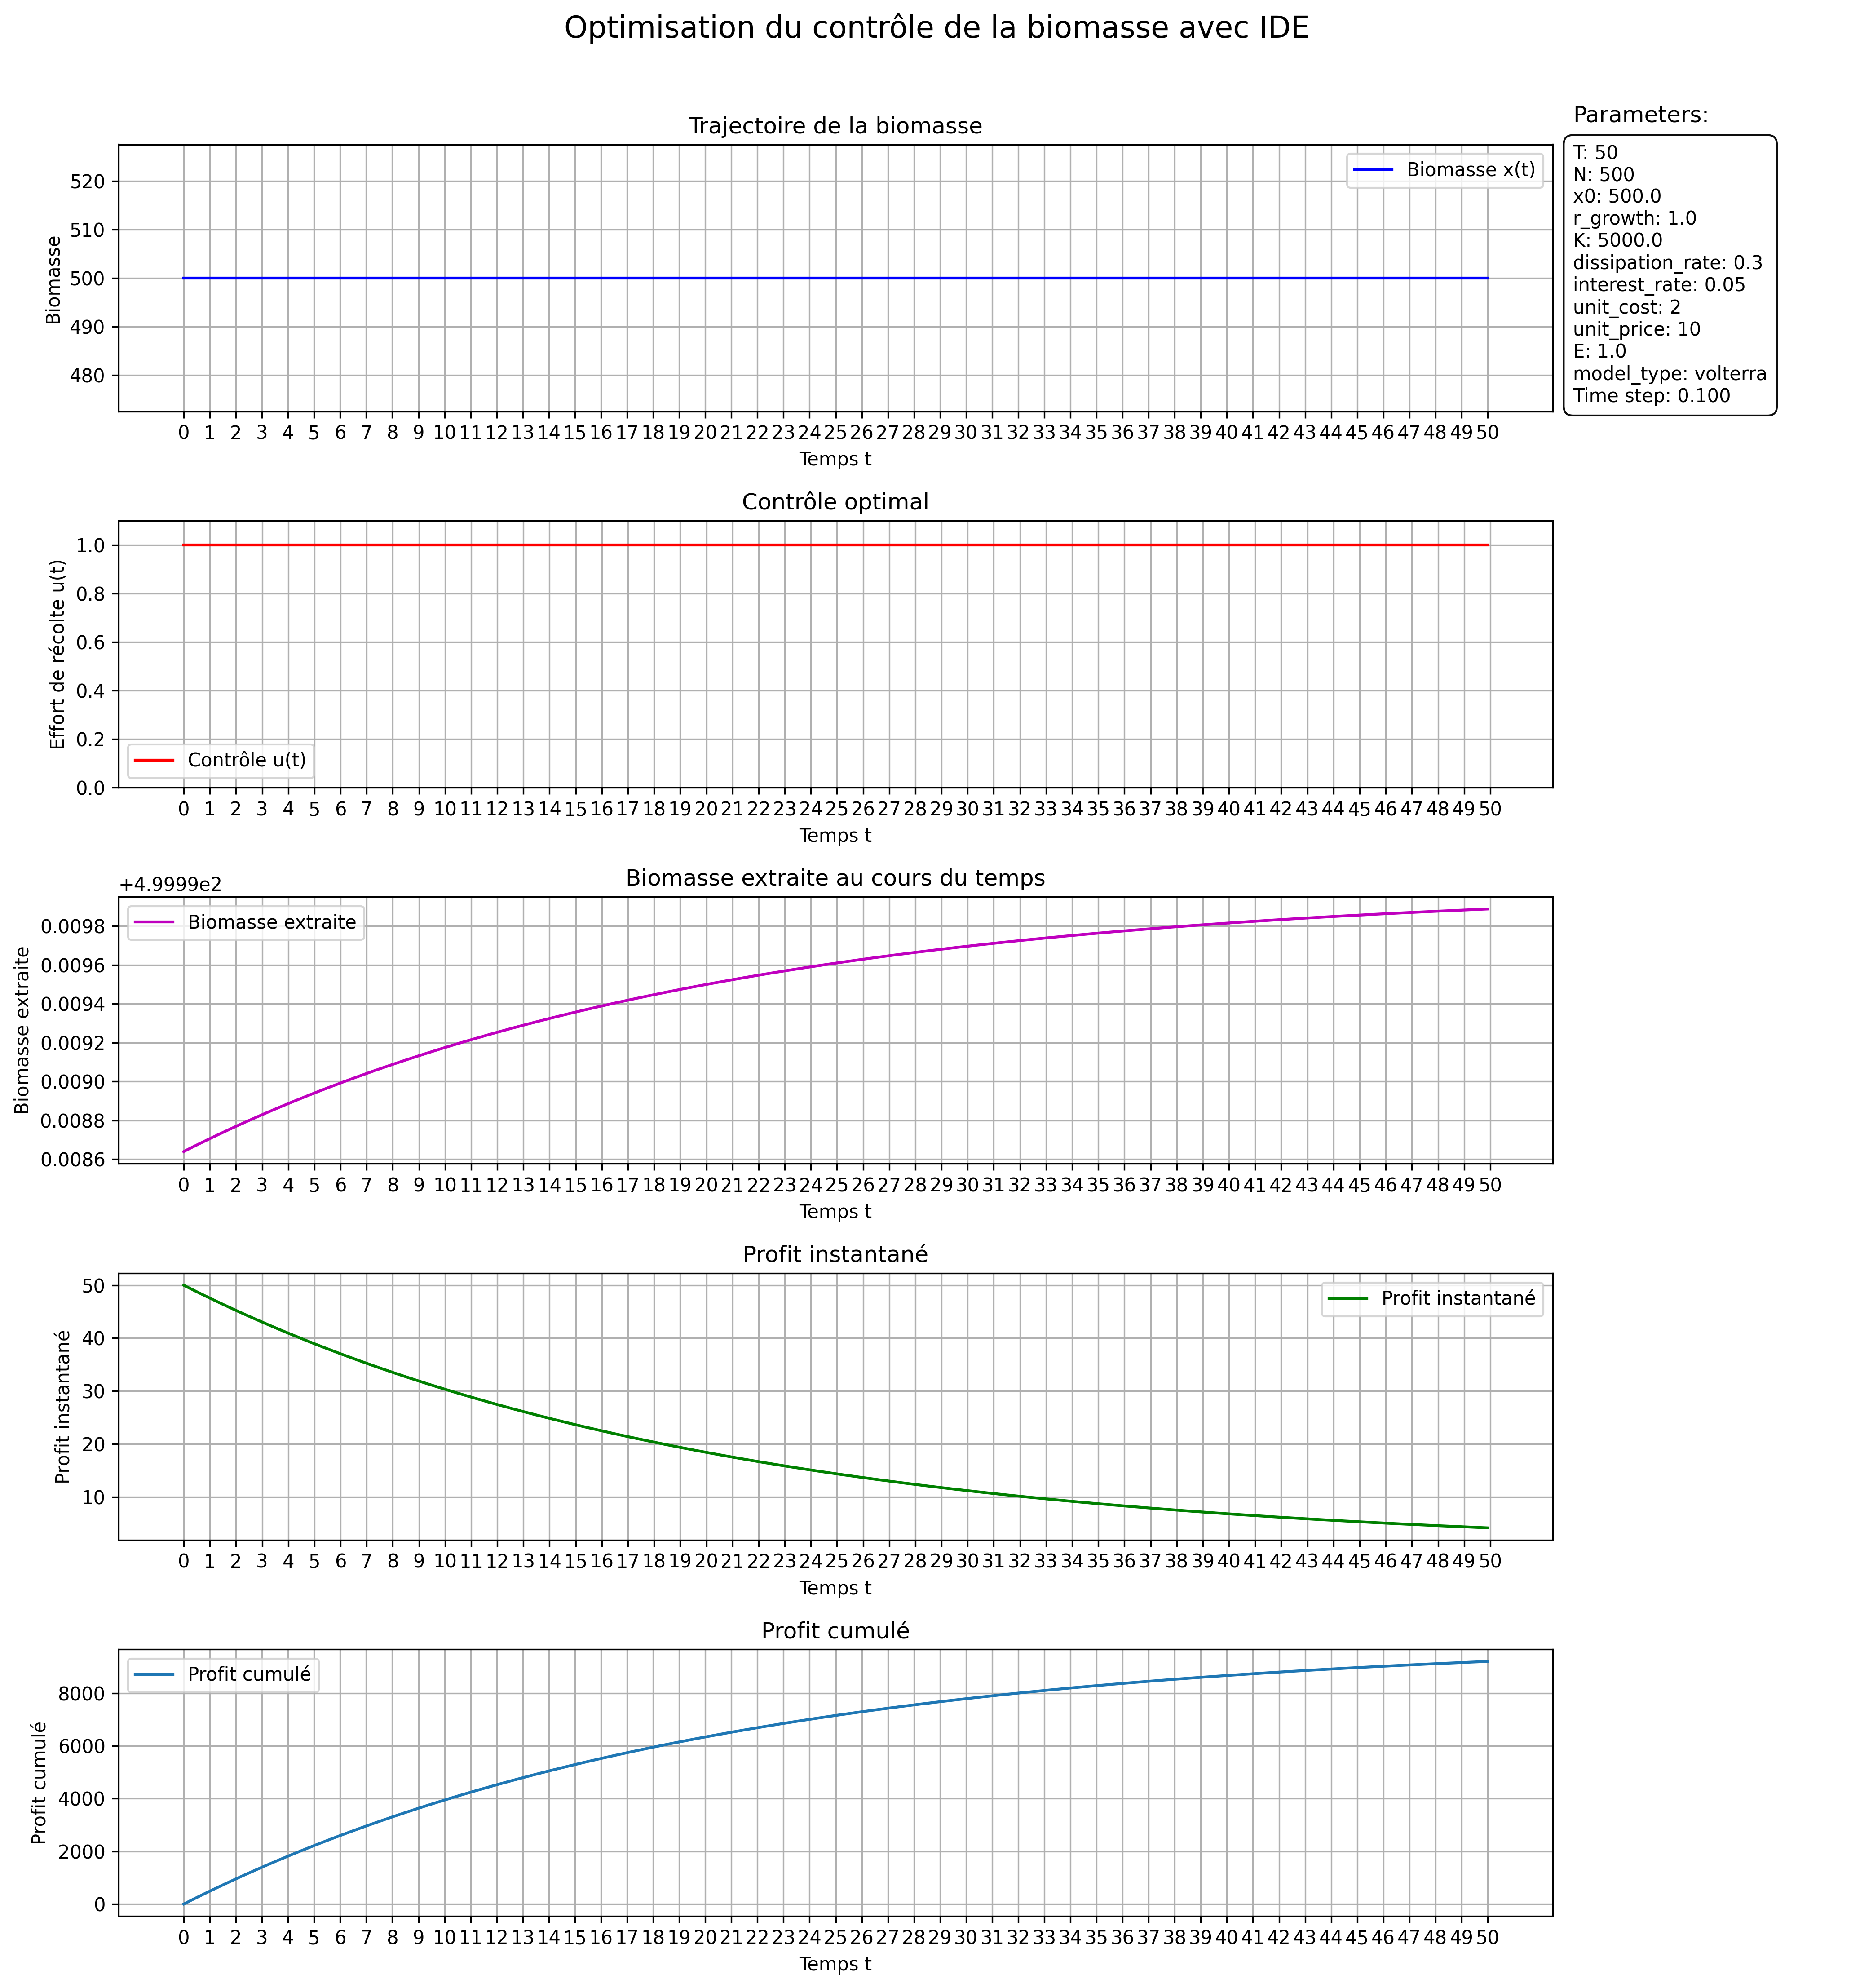 Optimisation du contrôle de la biomasse avec IDE
Trajectoire de la biomasse
Biomasse
520
510
500
490
480
Biomasse x(t)
0 1 2 3 4 5 6 7 8 9 10 11 12 13 14 15 16 17 18 19 20 21 22 23 24 25 26 27 28 29 30 31 32 33 34 35 36 37 38 39 40 41 42 43 44 45 46 47 48 49 50
Temps t
Parameters:
T: 50
N: 500
x0: 500.0
r_growth: 1.0
K: 5000.0
dissipation_rate: 0.3
interest_rate: 0.05
unit_cost: 2
unit_price: 10
E: 1.0
model_type: volterra
Time step: 0.100
Contrôle optimal
Effort de récolte u(t)
1.0
0.8
0.6
0.4
0.2
0.0
Contrôle u(t)
0 1 2 3 4 5 6 7 8 9 10 11 12 13 14 15 16 17 18 19 20 21 22 23 24 25 26 27 28 29 30 31 32 33 34 35 36 37 38 39 40 41 42 43 44 45 46 47 48 49 50
Temps t
Biomasse extraite au cours du temps
+4.9999e2
Biomasse extraite
0.0098
0.0096
0.0094
0.0092
0.0090
0.0088
0.0086
Biomasse extraite
0 1 2 3 4 5 6 7 8 9 10 11 12 13 14 15 16 17 18 19 20 21 22 23 24 25 26 27 28 29 30 31 32 33 34 35 36 37 38 39 40 41 42 43 44 45 46 47 48 49 50
Temps t
Profit instantané
Profit instantané
50
40
30
20
10
Profit instantané
0 1 2 3 4 5 6 7 8 9 10 11 12 13 14 15 16 17 18 19 20 21 22 23 24 25 26 27 28 29 30 31 32 33 34 35 36 37 38 39 40 41 42 43 44 45 46 47 48 49 50
Temps t
Profit cumulé
Profit cumulé
8000
6000
4000
2000
0
Profit cumulé
0 1 2 3 4 5 6 7 8 9 10 11 12 13 14 15 16 17 18 19 20 21 22 23 24 25 26 27 28 29 30 31 32 33 34 35 36 37 38 39 40 41 42 43 44 45 46 47 48 49 50
Temps t